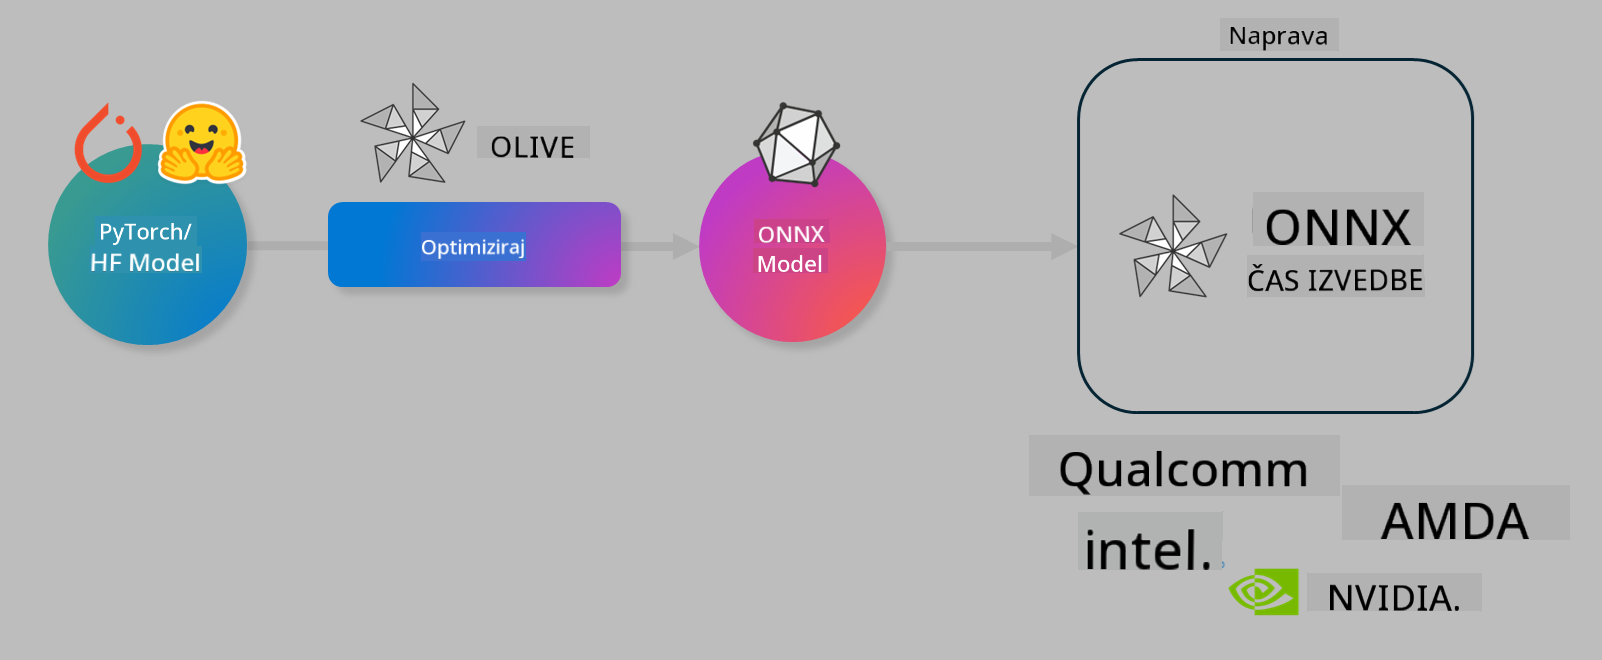 Naprava
OLIVE
PyTorch/
HF Model
Optimiziraj
ONNX
Model
ONNX
ČAS IZVEDBE
Qualcomm
AMDA
intel.
NVIDIA.